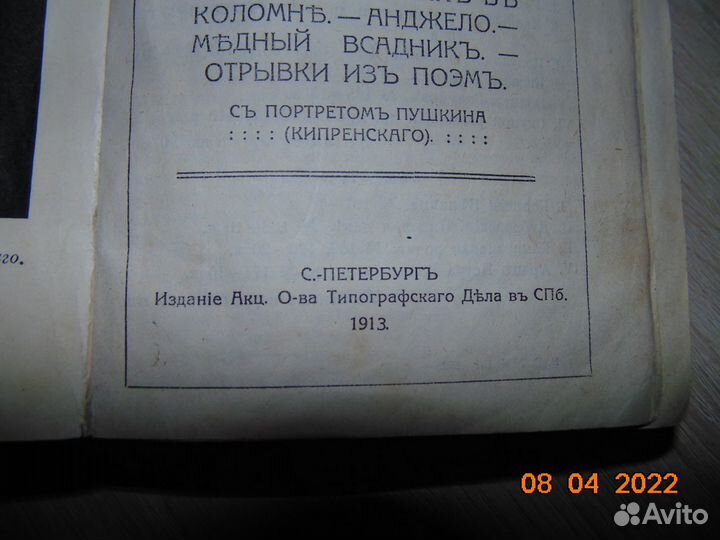 КОЛОМНѢ. — АНДЖЕЛО. —
МѢДНЫЙ ВСАДНИКЪ. —
ОТРЫВКИ ИЗЪ ПОЭМЪ.
СЪ ПОРТРЕТОМЪ ПУШКИНА
: : : : (КИПРЕНСКАГО). : : : :
С.-ПЕТЕРБУРГЪ
Изданіе Акц. О-ва Типографскаго Дѣла въ СПб.
1913.
08 04 2022
Avito